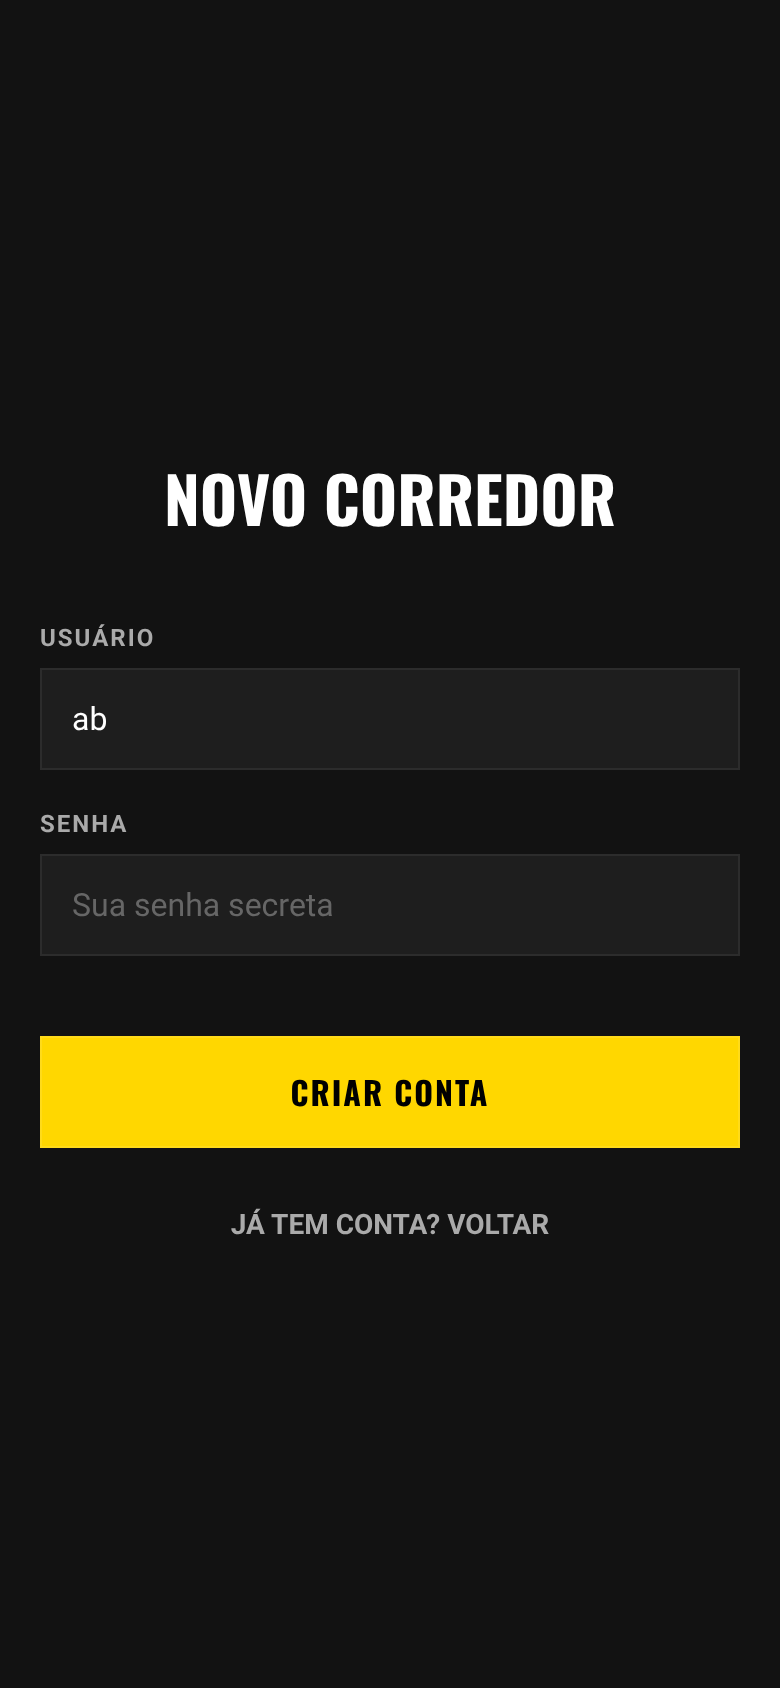 NOVO CORREDOR
USUÁRIO
ab
SENHA
Sua senha secreta
CRIAR CONTA
JÁ TEM CONTA? VOLTAR